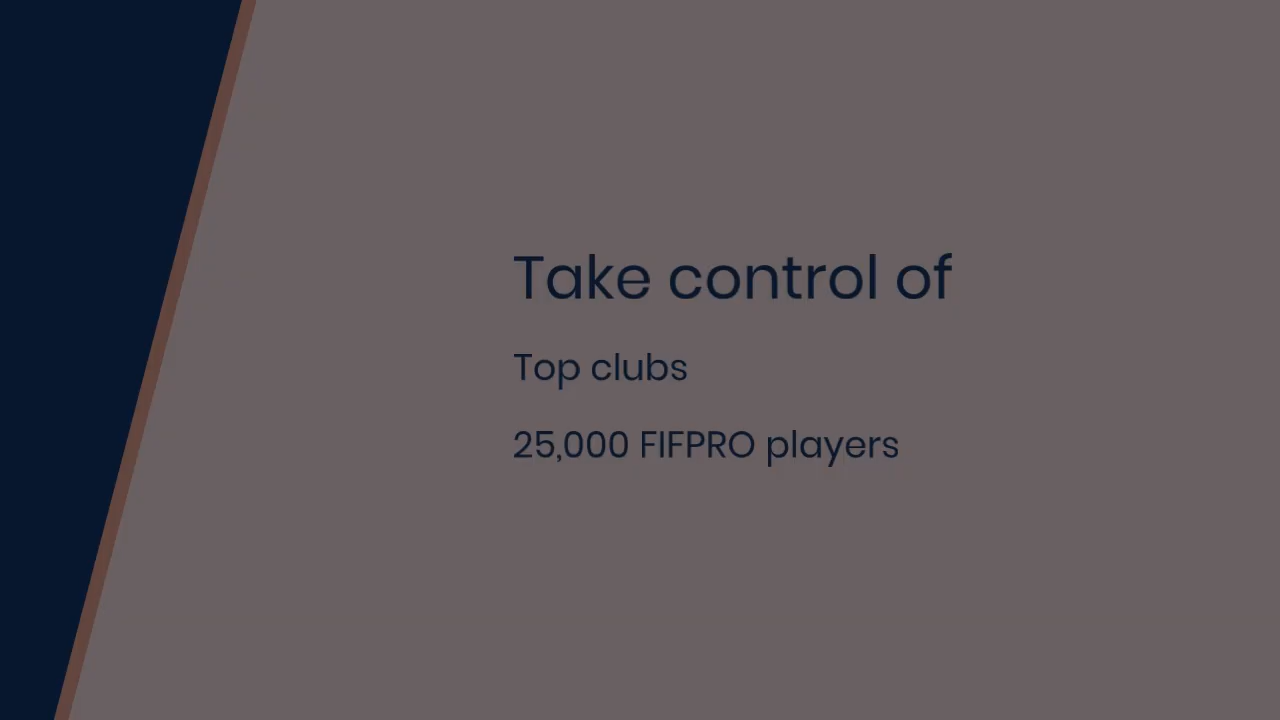 Take control of
Top clubs
25,000 FIFPRO players